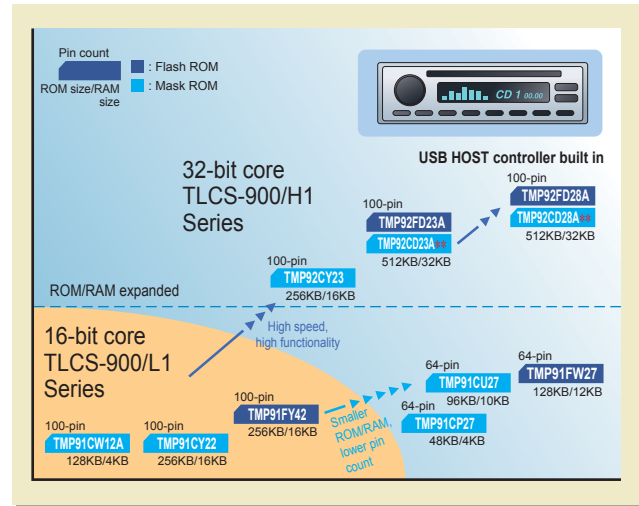 Pin count
ROM size/RAM
size
: Flash ROM
: Mask ROM
CD 1 00.00
USB HOST controller built in
32-bit core
TLCS-900/H1
Series
100-pin
TMP92FD28A
TMP92CD28A**
512KB/32KB
100-pin
TMP92FD23A
TMP92CD23A**
512KB/32KB
100-pin
TMP92CY23
256KB/16KB
ROM/RAM expanded
High speed,
high functionality
16-bit core
TLCS-900/L1
Series
64-pin
TMP91FW27
128KB/12KB
64-pin
TMP91CU27
96KB/10KB
64-pin
TMP91CP27
48KB/4KB
Smaller
ROM/RAM,
lower pin
count
100-pin
TMP91FY42
256KB/16KB
100-pin
TMP91CW12A
128KB/4KB
100-pin
TMP91CY22
256KB/16KB